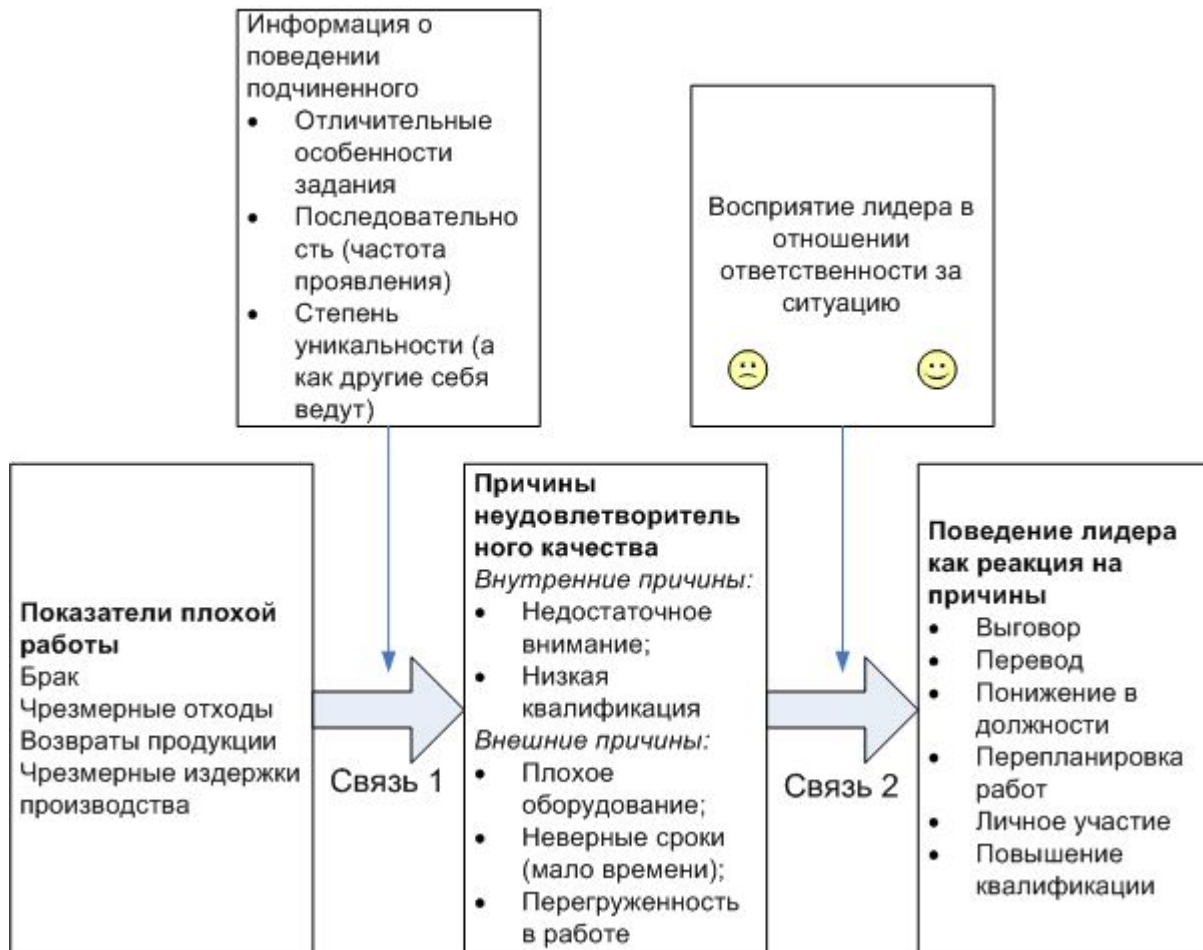 Информация о
поведении
подчиненного
• Отличительные
особенности
задания
• Последовательно
сть (частота
проявления)
• Степень
уникальности (а
как другие себя
ведут)
Восприятие лидера в
отношении
ответственности за
ситуацию
Показатели плохой
работы
Брак
Чрезмерные отходы
Возвраты продукции
Чрезмерные издержки
производства
Связь 1
Причины
неудовлетворитель
ного качества
Внутренние причины:
• Недостаточное
внимание;
• Низкая
квалификация
Внешние причины:
• Плохое
оборудование;
• Неверные сроки
(мало времени);
• Перегруженность
в работе
Связь 2
Поведение лидера
как реакция на
причины
• Выговор
• Перевод
• Понижение в
должности
• Перепланировка
работ
• Личное участие
• Повышение
квалификации